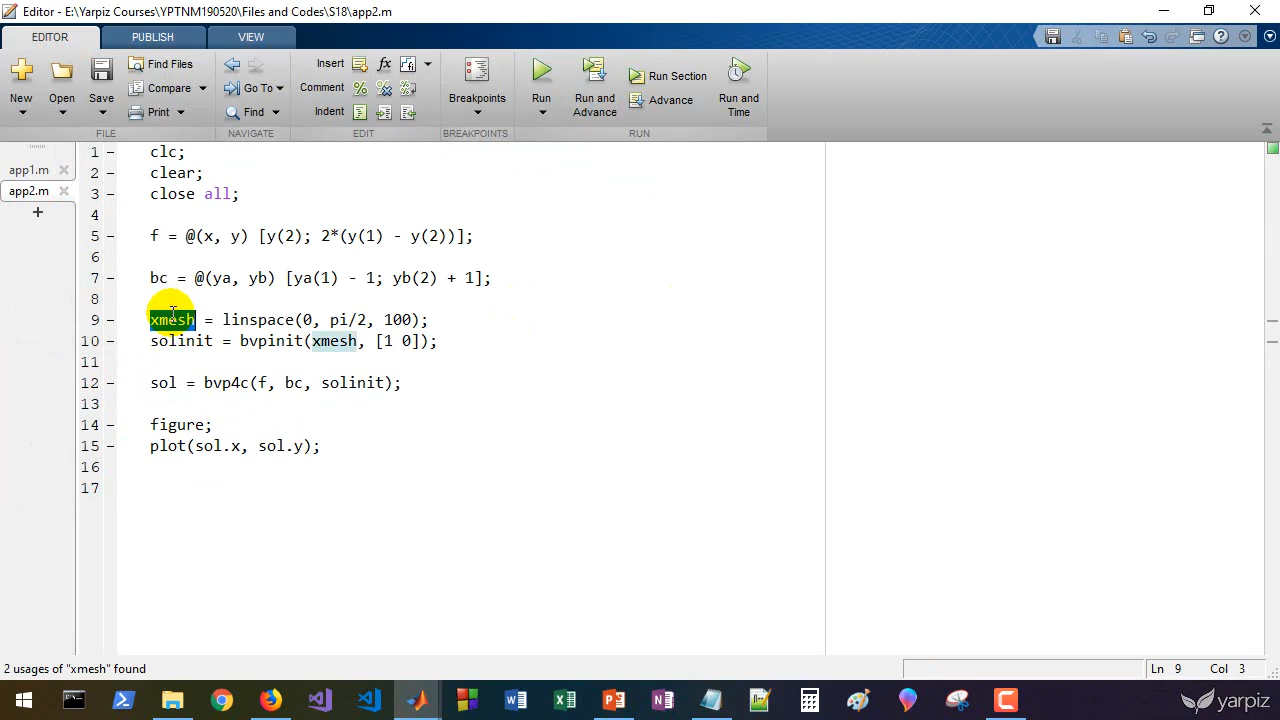 Editor - E:\Yarpiz Courses\YPTNM190520\Files and Codes\S18\app2.m
EDITOR PUBLISH VIEW
New Open Save Find Files Compare Print
Insert Comment Indent
Go To Find
Breakpoints Run Run and Advance Run Section Advance Run and Time
FILE NAVIGATE EDIT BREAKPOINTS RUN
app1.m
app2.m
1 clc;
2 clear;
3 close all;
4
5 f = @(x, y) [y(2); 2*(y(1) - y(2))];
6
7 bc = @(ya, yb) [ya(1) - 1; yb(2) + 1];
8
9 xmesh = linspace(0, pi/2, 100);
10 solinit = bvpinit(xmesh, [1 0]);
11
12 sol = bvp4c(f, bc, solinit);
13
14 figure;
15 plot(sol.x, sol.y);
16
17
2 usages of "xmesh" found
Ln 9 Col 3
yarpiz